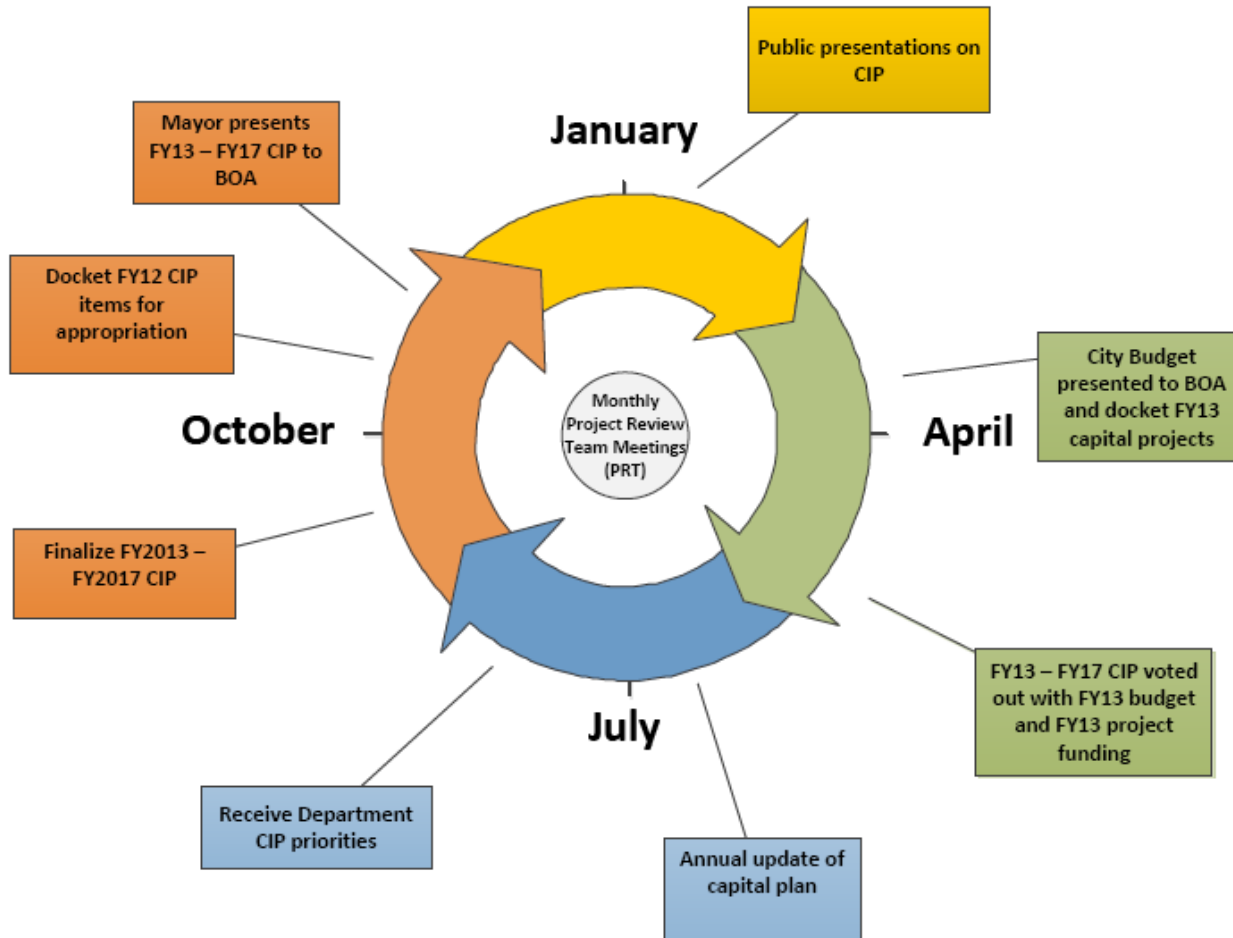 Public presentations on
CIP
Mayor presents
FY13 – FY17 CIP to
BOA
January
Docket FY12 CIP
items for
appropriation
City Budget
presented to BOA
and docket FY13
capital projects
Monthly
Project Review
Team Meetings
(PRT)
October
April
Finalize FY2013 –
FY2017 CIP
FY13 – FY17 CIP voted
out with FY13 budget
and FY13 project
funding
July
Receive Department
CIP priorities
Annual update of
capital plan